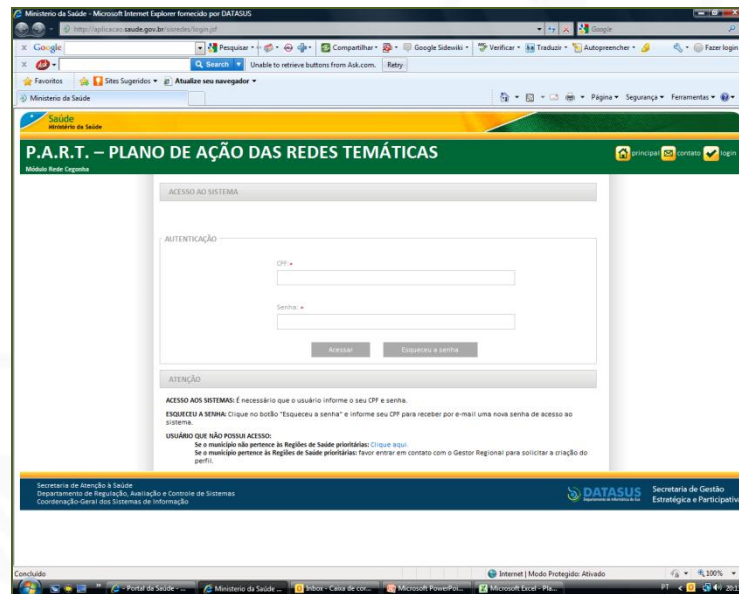 Ministerio da Saúde - Microsoft Internet Explorer fornecido por DATASUS
http://aplicacao.saude.gov.br/sisredes/login.jsf
Google
x Google Pesquisar Compartilhar Google Sidewiki Verificar Traduzir Autopreencher Fazer login
x Search Unable to retrieve buttons from Ask.com. Retry
Favoritos Sites Sugeridos Atualize seu navegador
Ministerio da Saúde Página Segurança Ferramentas
Saúde
Ministério da Saúde
P.A.R.T. – PLANO DE AÇÃO DAS REDES TEMÁTICAS
principal contato login
Módulo Rede Cegonha
ACESSO AO SISTEMA
AUTENTICAÇÃO
CPF: *
Senha: *
Acessar Esqueceu a senha
ATENÇÃO
ACESSO AOS SISTEMAS: É necessário que o usuário informe o seu CPF e senha.
ESQUECEU A SENHA: Clique no botão "Esqueceu a senha" e informe seu CPF para receber por e-mail uma nova senha de acesso ao
sistema.
USUÁRIO QUE NÃO POSSUI ACESSO:
Se o município não pertence às Regiões de Saúde prioritárias: Clique aqui.
Se o município pertence às Regiões de Saúde prioritárias: favor entrar em contato com o Gestor Regional para solicitar a criação do
perfil.
Secretaria de Atenção à Saúde
Departamento de Regulação, Avaliação e Controle de Sistemas
Coordenação-Geral dos Sistemas de Informação
DATASUS
Departamento de Informática do SUS
Secretaria de Gestão
Estratégica e Participativa
Concluído Internet | Modo Protegido: Ativado 100%
Portal da Saúde - ... Ministerio da Saúde ... Inbox - Caixa de cor... Microsoft PowerPoi... Microsoft Excel - Pla... PT